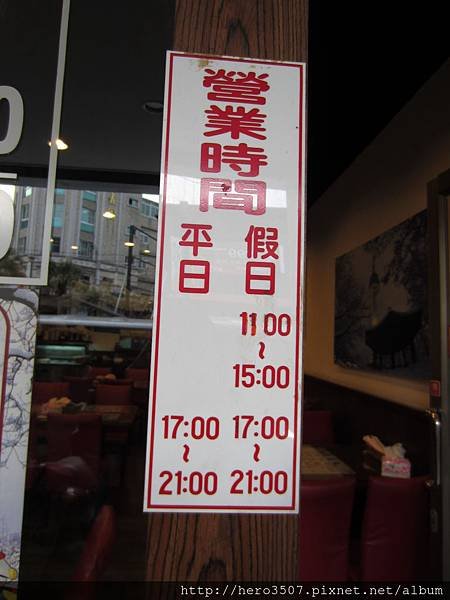 營業時間
平日
假日
11:00
~
15:00
17:00 17:00
~ ~
21:00 21:00
http://hero3507.pixnet.net/album